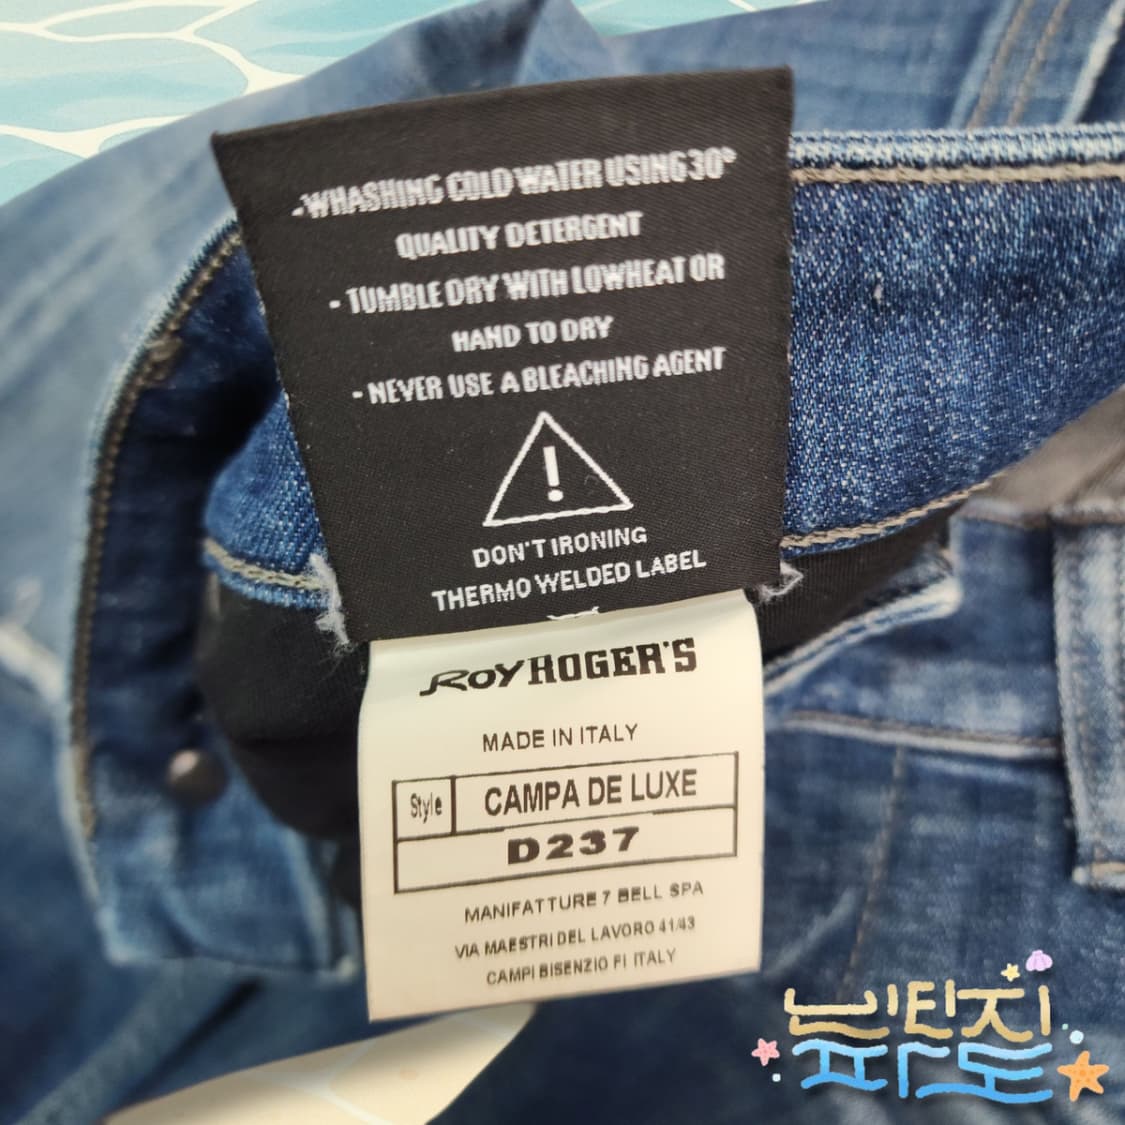 -WHASHING COLD WATER USING 30°
QUALITY DETERGENT
- TUMBLE DRY WITH LOWHEAT OR
HAND TO DRY
- NEVER USE A BLEACHING AGENT
!
DON'T IRONING
THERMO WELDED LABEL
ROY ROGER'S
MADE IN ITALY
Style CAMPA DE LUXE
D237
MANIFATTURE 7 BELL SPA
VIA MAESTRI DEL LAVORO 41/43
CAMPI BISENZIO FI ITALY
빈티지
파도